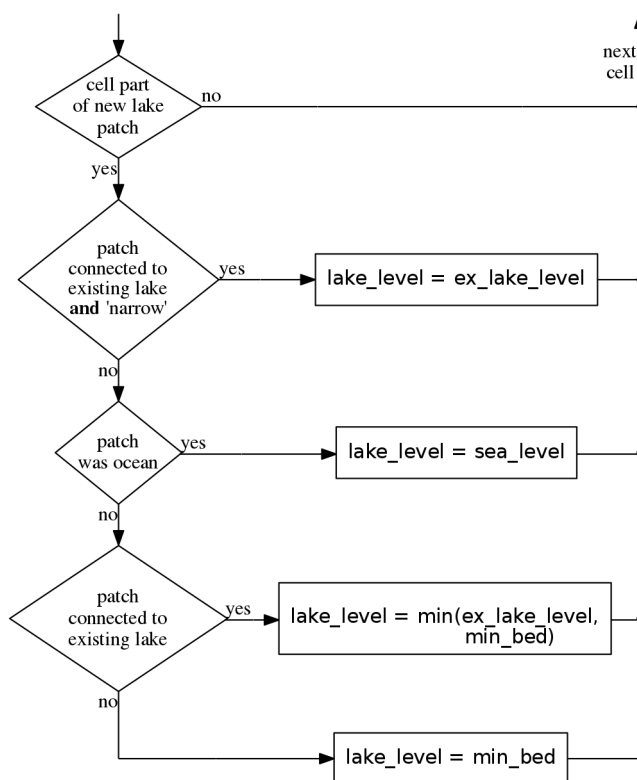 next
cell
cell part
of new lake
patch
no
yes
patch
connected to
existing lake
and 'narrow'
yes
lake_level = ex_lake_level
no
patch
was ocean
yes
lake_level = sea_level
no
patch
connected to
existing lake
yes
lake_level = min(ex_lake_level,
min_bed)
no
lake_level = min_bed